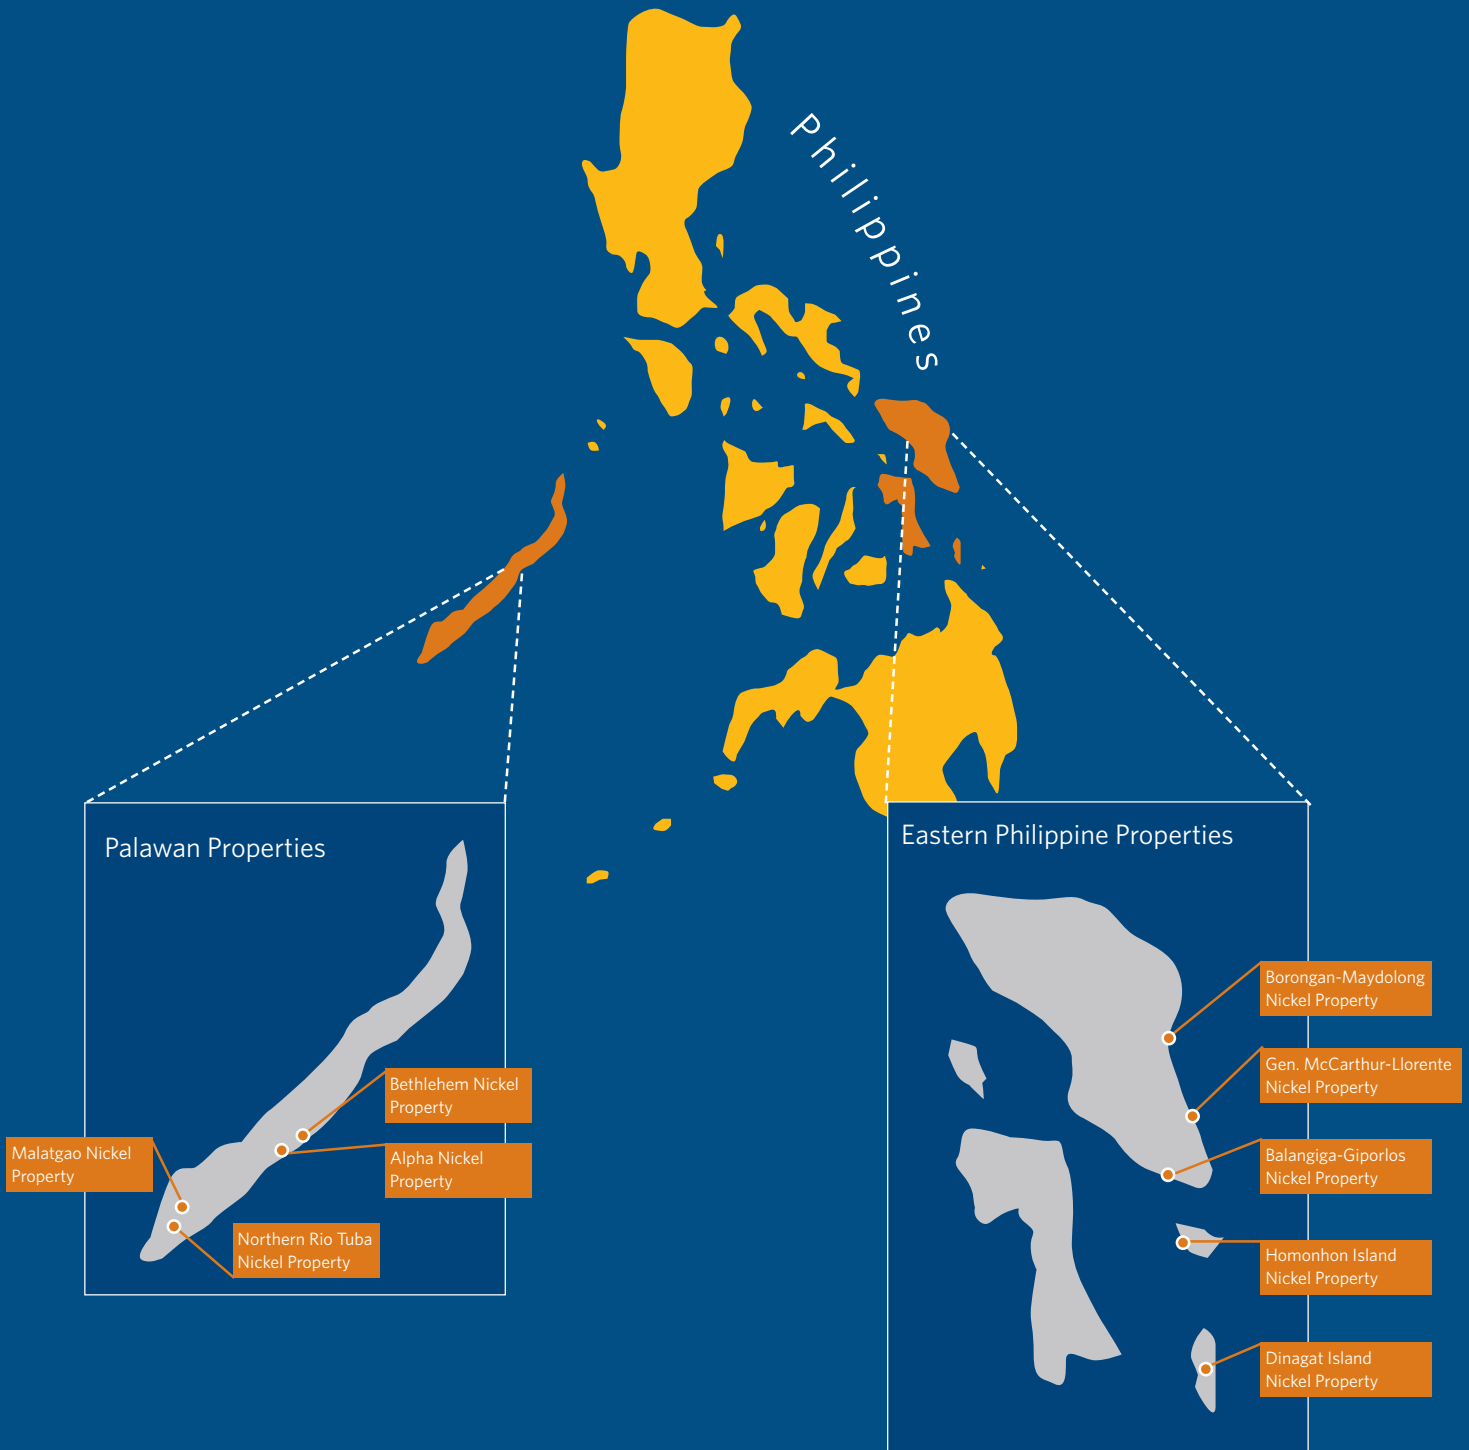 Philippines
Palawan Properties
Bethlehem Nickel
Property
Malatgao Nickel
Property
Alpha Nickel
Property
Northern Rio Tuba
Nickel Property
Eastern Philippine Properties
Borongan-Maydolong
Nickel Property
Gen. McCarthur-Llorente
Nickel Property
Balangiga-Giporlos
Nickel Property
Homonhon Island
Nickel Property
Dinagat Island
Nickel Property